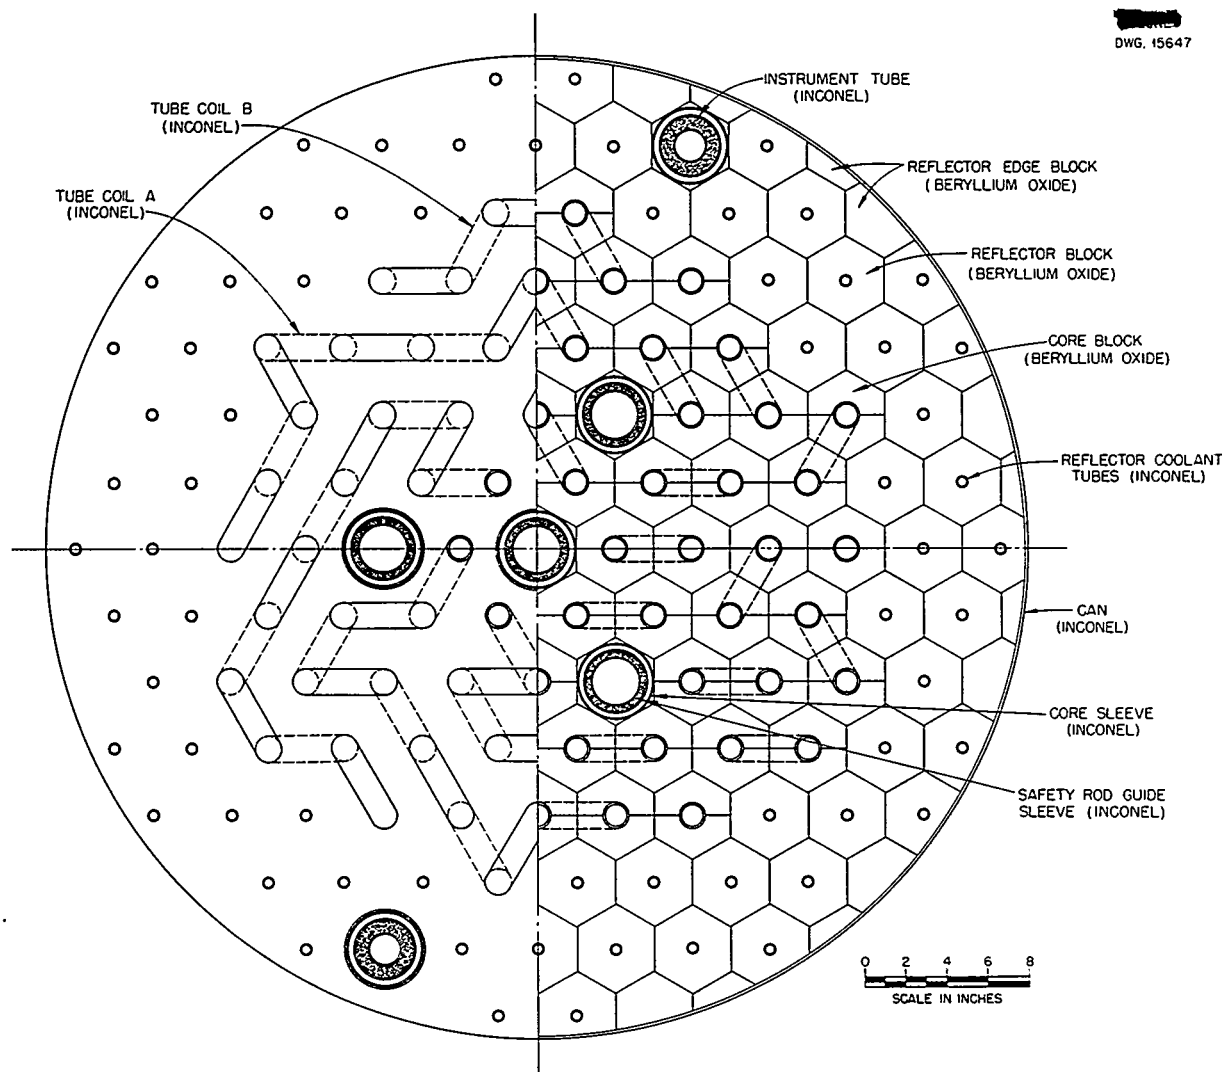 DWG. 15647
INSTRUMENT TUBE
(INCONEL)
TUBE COIL B
(INCONEL)
TUBE COIL A
(INCONEL)
REFLECTOR EDGE BLOCK
(BERYLLIUM OXIDE)
REFLECTOR BLOCK
(BERYLLIUM OXIDE)
CORE BLOCK
(BERYLLIUM OXIDE)
REFLECTOR COOLANT
TUBES (INCONEL)
CAN
(INCONEL)
CORE SLEEVE
(INCONEL)
SAFETY ROD GUIDE
SLEEVE (INCONEL)
0 2 4 6 8
SCALE IN INCHES